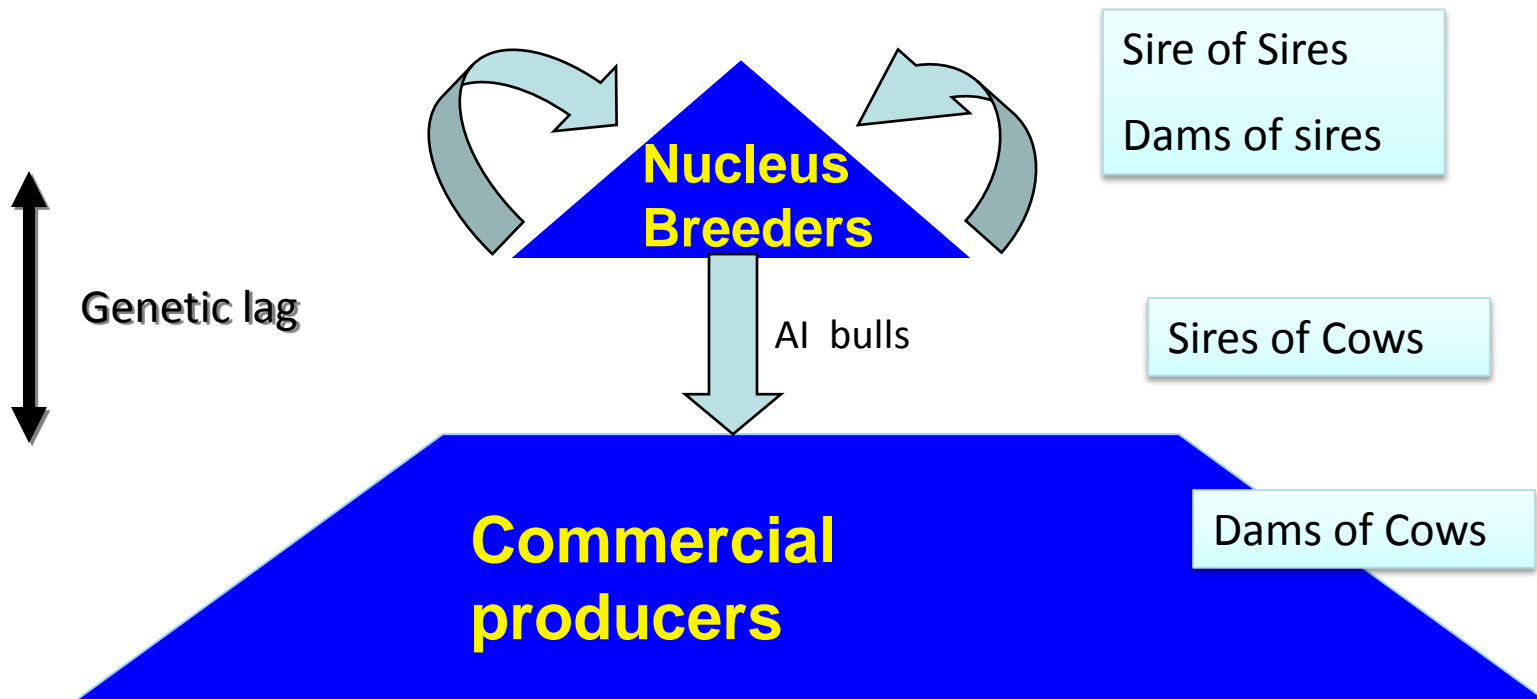 Sire of Sires
Dams of sires
Nucleus
Breeders
Genetic lag
AI bulls
Sires of Cows
Dams of Cows
Commercial
producers